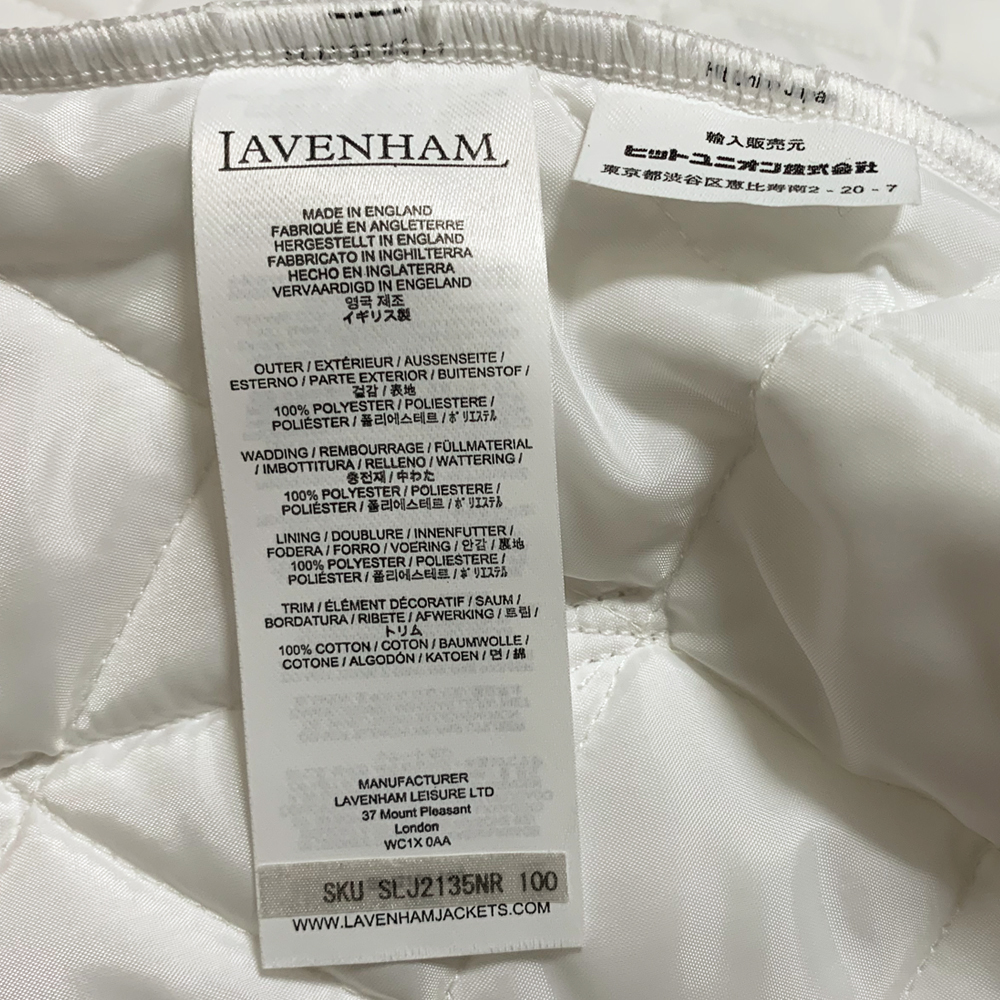 LAVENHAM
MADE IN ENGLAND
FABRIQUÉ EN ANGLETERRE
HERGESTELLT IN ENGLAND
FABBRICATO IN INGHILTERRA
HECHO EN INGLATERRA
VERVAARDIGD IN ENGELAND
영국 제조
イギリス製
OUTER / EXTÉRIEUR / AUSSENSEITE /
ESTERNO / PARTE EXTERIOR / BUITENSTOF /
겉감 / 表地
100% POLYESTER / POLIESTERE /
POLIÉSTER /폴리에스테르 / ﾎﾟﾘｴｽﾃﾙ
WADDING / REMBOURRAGE / FÜLLMATERIAL
/ IMBOTTITURA / RELLENO / WATTERING /
충전재 / 中わた
100% POLYESTER / POLIESTERE /
POLIÉSTER / 폴리에스테르 / ﾎﾟﾘｴｽﾃﾙ
LINING / DOUBLURE / INNENFUTTER /
FODERA / FORRO / VOERING / 안감 / 裏地
100% POLYESTER / POLIESTERE /
POLIÉSTER / 폴리에스테르 / ﾎﾟﾘｴｽﾃﾙ
TRIM / ÉLÉMENT DÉCORATIF / SAUM /
BORDATURA / RIBETE / AFWERKING / 트림 /
トリム
100% COTTON / COTON / BAUMWOLLE /
COTONE / ALGODÓN / KATOEN / 면 / 綿
MANUFACTURER
LAVENHAM LEISURE LTD
37 Mount Pleasant
London
WC1X 0AA
SKU SLJ2135NR 100
WWW.LAVENHAMJACKETS.COM
輸入販売元
ヒットユニオン株式会社
東京都渋谷区恵比寿南2-20-7